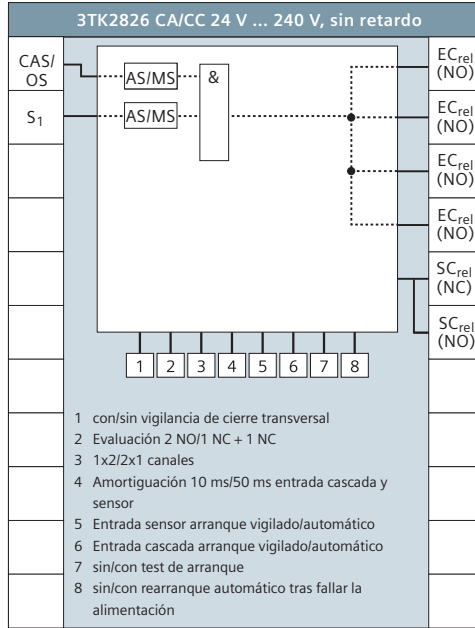 3TK2826 CA/CC 24 V ... 240 V, sin retardo
CAS/
OS
S1
AS/MS
AS/MS
&
ECrel
(NO)
ECrel
(NO)
ECrel
(NO)
ECrel
(NO)
SCrel
(NC)
SCrel
(NO)
1 2 3 4 5 6 7 8
1 con/sin vigilancia de cierre transversal
2 Evaluación 2 NO/1 NC + 1 NC
3 1x2/2x1 canales
4 Amortiguación 10 ms/50 ms entrada cascada y
sensor
5 Entrada sensor arranque vigilado/automático
6 Entrada cascada arranque vigilado/automático
7 sin/con test de arranque
8 sin/con rearranque automático tras fallar la
alimentación